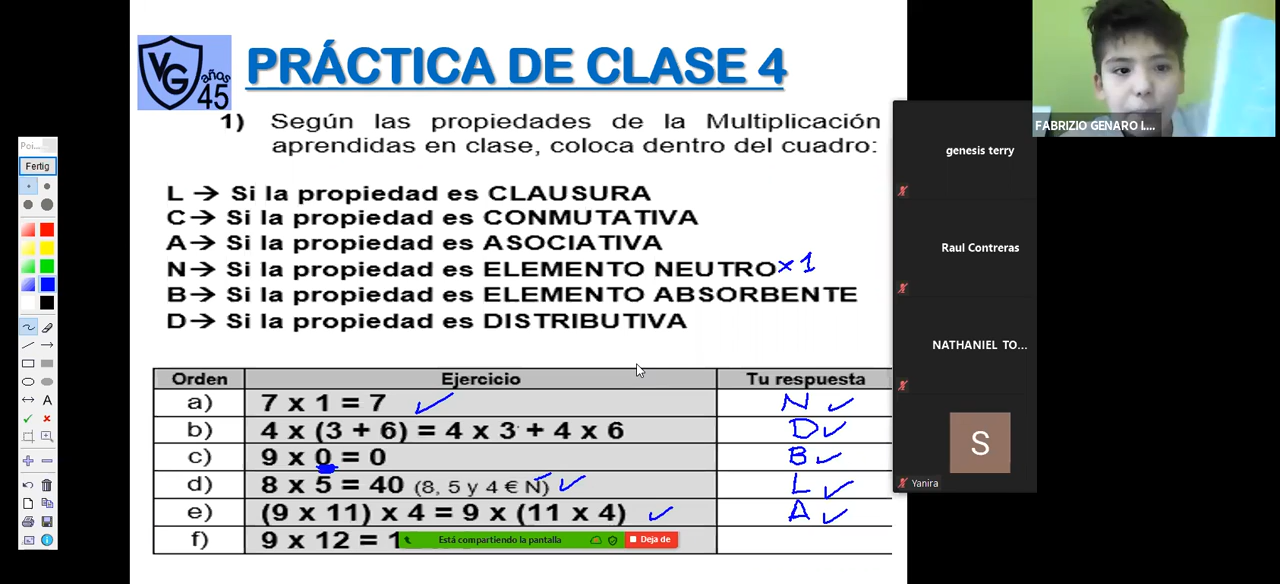 VG
años
45
PRÁCTICA DE CLASE 4
1) Según las propiedades de la Multiplicación
aprendidas en clase, coloca dentro del cuadro:
L → Si la propiedad es CLAUSURA
C → Si la propiedad es CONMUTATIVA
A → Si la propiedad es ASOCIATIVA
N → Si la propiedad es ELEMENTO NEUTRO x 1
B → Si la propiedad es ELEMENTO ABSORBENTE
D → Si la propiedad es DISTRIBUTIVA
Orden Ejercicio Tu respuesta
a) 7 x 1 = 7 ✓ N ✓
b) 4 x (3 + 6) = 4 x 3 + 4 x 6 D ✓
c) 9 x 0 = 0 B ✓
d) 8 x 5 = 40 (8, 5 y 4 € N) ✓ L ✓
e) (9 x 11) x 4 = 9 x (11 x 4) ✓ A ✓
f) 9 x 12 = 1
Está compartiendo la pantalla Deja de
Poi...
Fertig
A
FABRIZIO GENARO I....
genesis terry
Raul Contreras
NATHANIEL TO...
S
Yanira